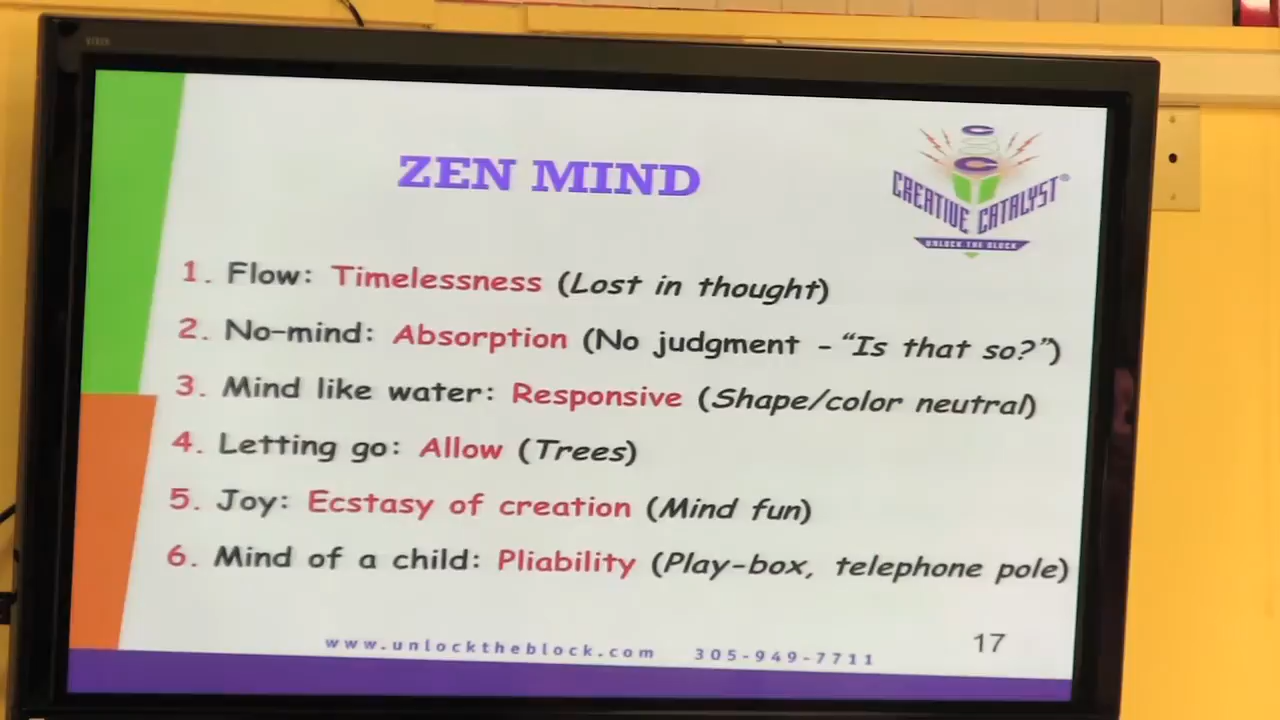 VIZIO
ZEN MIND
C
C
CREATIVE CATALYST®
UNLOCK THE BLOCK
1. Flow: Timelessness (Lost in thought)
2. No-mind: Absorption (No judgment - “Is that so?”)
3. Mind like water: Responsive (Shape/color neutral)
4. Letting go: Allow (Trees)
5. Joy: Ecstasy of creation (Mind fun)
6. Mind of a child: Pliability (Play-box, telephone pole)
www.unlocktheblock.com 305-949-7711
17